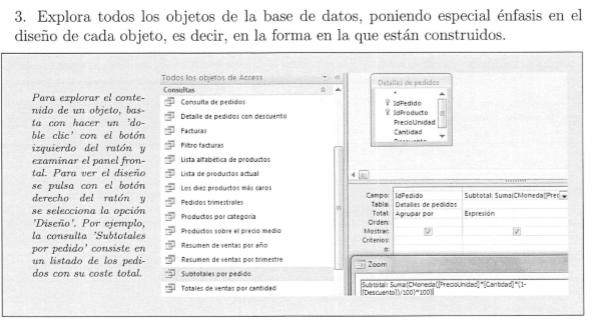 3. Explora todos los objetos de la base de datos, poniendo especial énfasis en el
diseño de cada objeto, es decir, en la forma en la que están construidos.
Para explorar el conte-
nido de un objeto, bas-
ta con hacer un 'do-
ble clic' con el botón
izquierdo del ratón y
examinar el panel fron-
tal. Para ver el diseño
se pulsa con el botón
derecho del ratón y
se selecciona la opción
'Diseño'. Por ejemplo,
la consulta 'Subtotales
por pedido' consiste en
un listado de los pedi-
dos con su coste total.
Todos los objetos de Access
Consultas
Consulta de pedidos
Detalle de pedidos con descuento
Facturas
Filtro facturas
Lista alfabética de productos
Lista de productos actual
Los diez productos más caros
Pedidos trimestrales
Productos por categoría
Productos sobre el precio medio
Resumen de ventas por año
Resumen de ventas por trimestre
Subtotales por pedido
Totales de ventas por cantidad
Detalles de pedidos
*
IdPedido
IdProducto
PrecioUnidad
Cantidad
Campo: IdPedido Subtotal: Suma(CMoneda([Prec
Tabla: Detalles de pedidos
Total: Agrupar por Expresión
Orden:
Mostrar:
Criterios:
o:
Zoom
Subtotal: Suma(CMoneda([PrecioUnidad]*[Cantidad]*(1-
[Descuento])/100)*100)